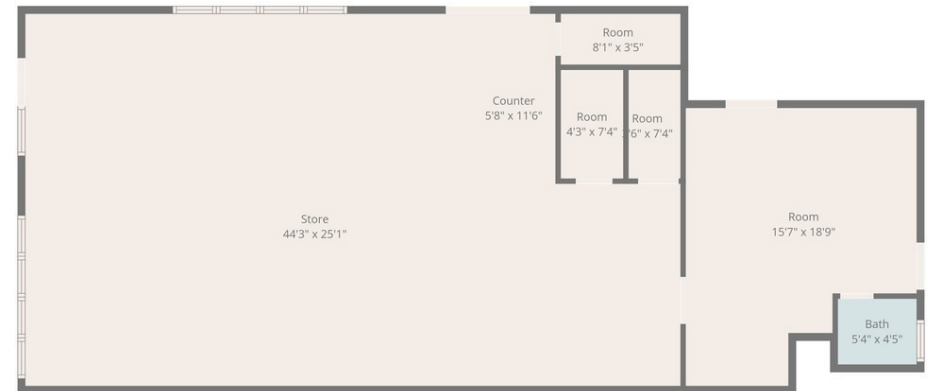 Room
8'1" x 3'5"
Counter
5'8" x 11'6"
Room
4'3" x 7'4"
Room
6" x 7'4"
Store
44'3" x 25'1"
Room
15'7" x 18'9"
Bath
5'4" x 4'5"